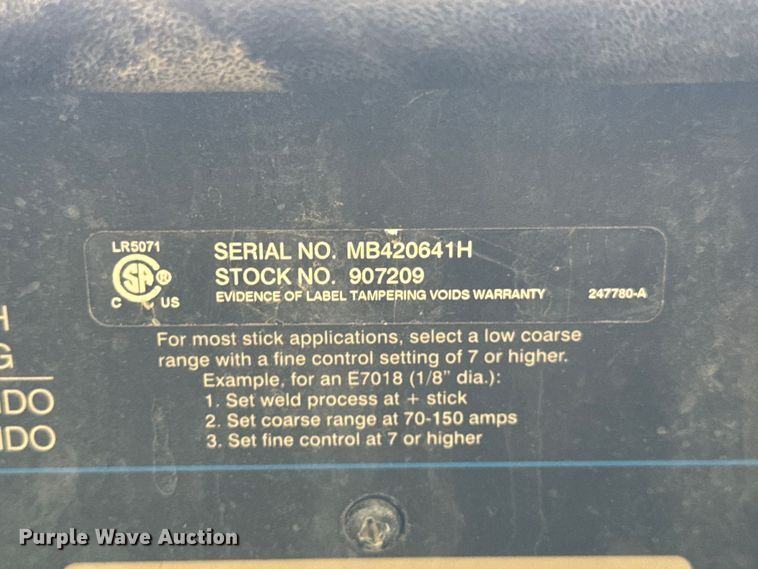 LR5071
SA ®
C US
SERIAL NO. MB420641H
STOCK NO. 907209
EVIDENCE OF LABEL TAMPERING VOIDS WARRANTY 247780-A
H
G
DO
NDO
For most stick applications, select a low coarse
range with a fine control setting of 7 or higher.
Example, for an E7018 (1/8" dia.):
1. Set weld process at + stick
2. Set coarse range at 70-150 amps
3. Set fine control at 7 or higher
Purple Wave Auction